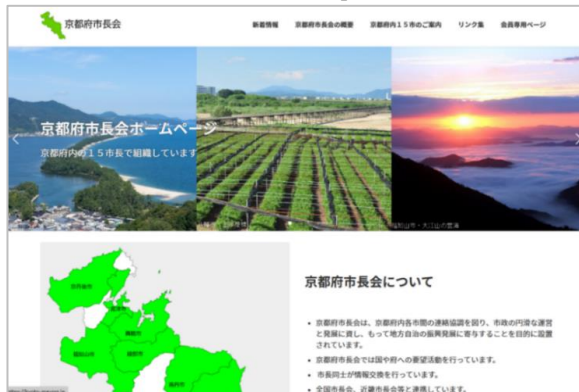 京都府市長会
新着情報 京都府市長会の概要 京都府内15市のご案内 リンク集 会員専用ページ
京都府市長会ホームページ
京都府内の15市長で組織しています
福知山市・大江山の雲海
京都府市長会について
• 京都府市長会は、京都府内各市間の連絡協調を図り、市政の円滑な運営
と発展に資し、もって地方自治の振興発展に寄与することを目的に設置
されています。
• 京都府市長会では国や府への要望活動を行っています。
• 市長同士が情報交換を行っています。
• 全国市長会、近畿市長会等と連携しています。